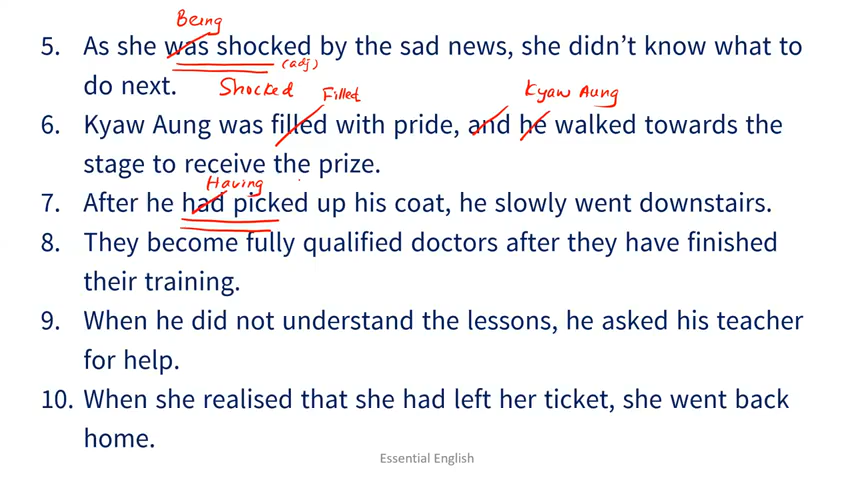 Being
5. As she was shocked by the sad news, she didn't know what to
(adj)
do next. Shocked Filled Kyaw Aung
6. Kyaw Aung was filled with pride, and he walked towards the
stage to receive the prize.
Having
7. After he had picked up his coat, he slowly went downstairs.
8. They become fully qualified doctors after they have finished
their training.
9. When he did not understand the lessons, he asked his teacher
for help.
10. When she realised that she had left her ticket, she went back
home.
Essential English